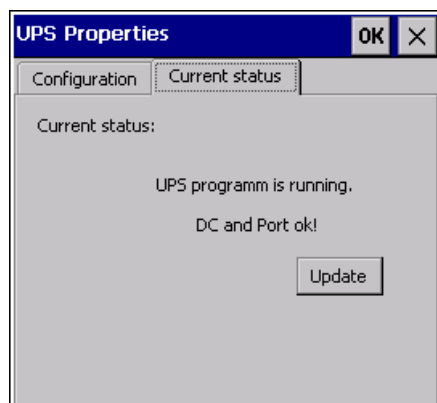 UPS Properties OK
Configuration Current status
Current status:
UPS programm is running.
DC and Port ok!
Update